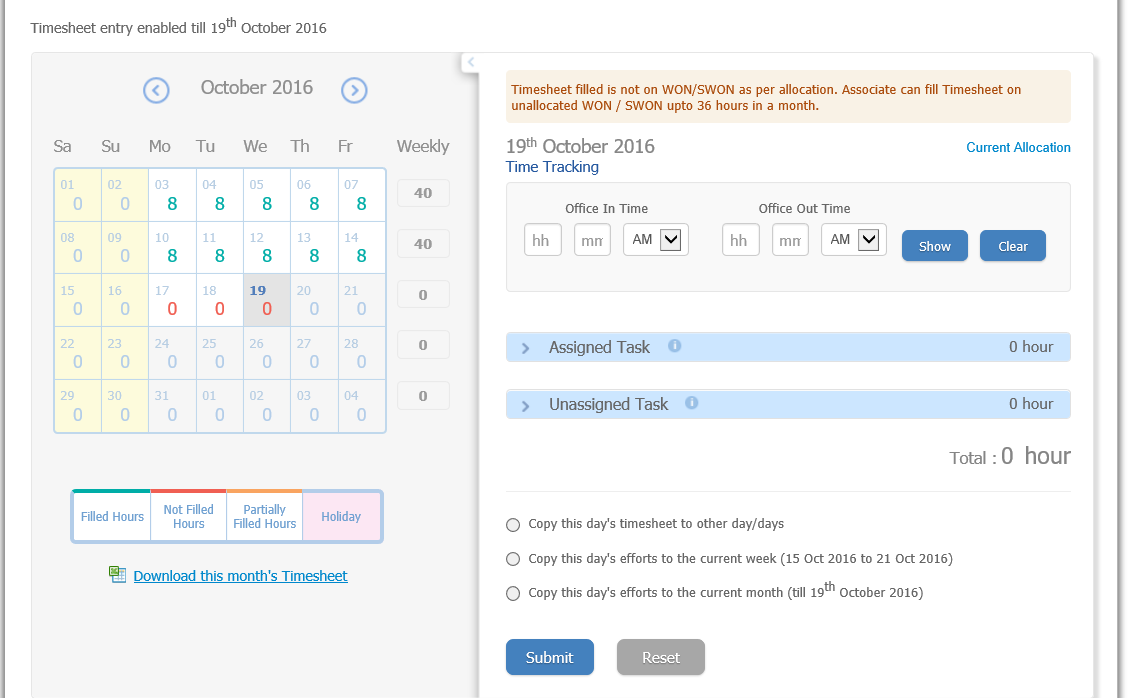 Timesheet entry enabled till 19th October 2016
October 2016
Sa Su Mo Tu We Th Fr Weekly
01 02 03 04 05 06 07
0 0 8 8 8 8 8 40
08 09 10 11 12 13 14
0 0 8 8 8 8 8 40
15 16 17 18 19 20 21
0 0 0 0 0 0 0 0
22 23 24 25 26 27 28
0 0 0 0 0 0 0 0
29 30 31 01 02 03 04
0 0 0 0 0 0 0 0
Filled Hours
Not Filled
Hours
Partially
Filled Hours
Holiday
Download this month's Timesheet
Timesheet filled is not on WON/SWON as per allocation. Associate can fill Timesheet on
unallocated WON / SWON upto 36 hours in a month.
19th October 2016
Current Allocation
Time Tracking
Office In Time Office Out Time
hh mm AM hh mm AM Show Clear
Assigned Task i 0 hour
Unassigned Task i 0 hour
Total : 0 hour
Copy this day's timesheet to other day/days
Copy this day's efforts to the current week (15 Oct 2016 to 21 Oct 2016)
Copy this day's efforts to the current month (till 19th October 2016)
Submit Reset